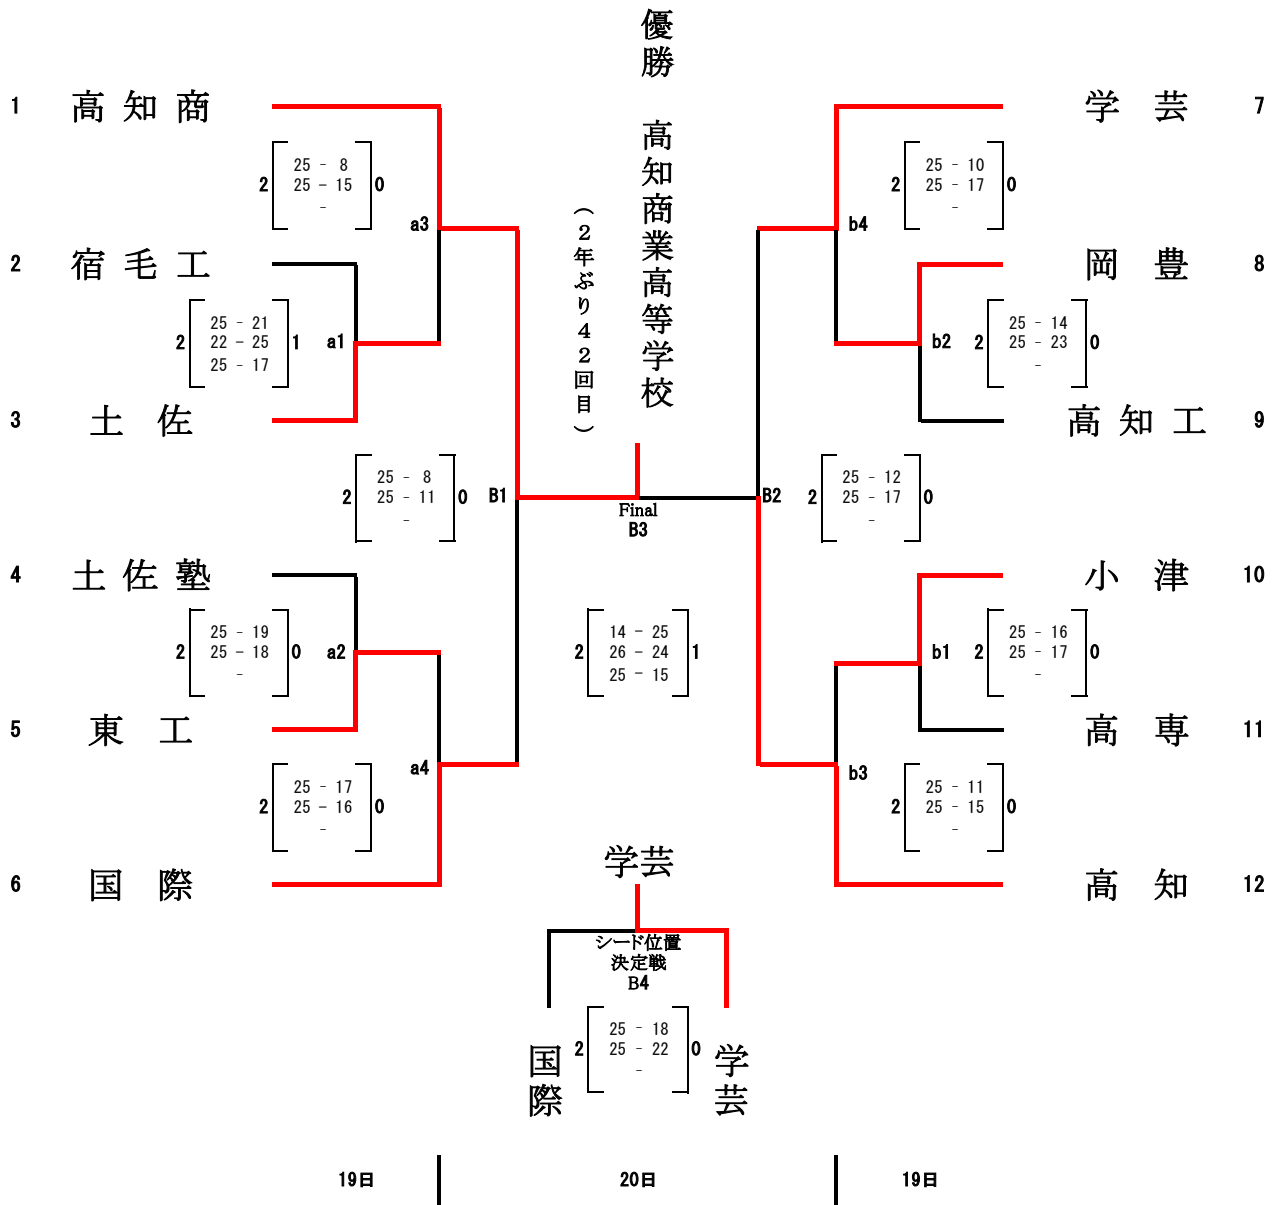 優勝 高知商業高等学校
(2年ぶり42回目)
1 高知商
2 [ 25 - 8
25 - 15
- ] 0
a3
2 宿毛工
2 [ 25 - 21
22 - 25
25 - 17 ] 1
a1
3 土佐
2 [ 25 - 8
25 - 11
- ] 0
B1
4 土佐塾
2 [ 25 - 19
25 - 18
- ] 0
a2
5 東工
2 [ 25 - 17
25 - 16
- ] 0
a4
6 国際
Final
B3
2 [ 14 - 25
26 - 24
25 - 15 ] 1
学芸 7
b4
2 [ 25 - 10
25 - 17
- ] 0
岡豊 8
b2
2 [ 25 - 14
25 - 23
- ] 0
高知工 9
B2
2 [ 25 - 12
25 - 17
- ] 0
小津 10
b1
2 [ 25 - 16
25 - 17
- ] 0
高専 11
b3
2 [ 25 - 11
25 - 15
- ] 0
高知 12
学芸
シード位置
決定戦
B4
国際
2 [ 25 - 18
25 - 22
- ] 0
学芸
19日 20日 19日